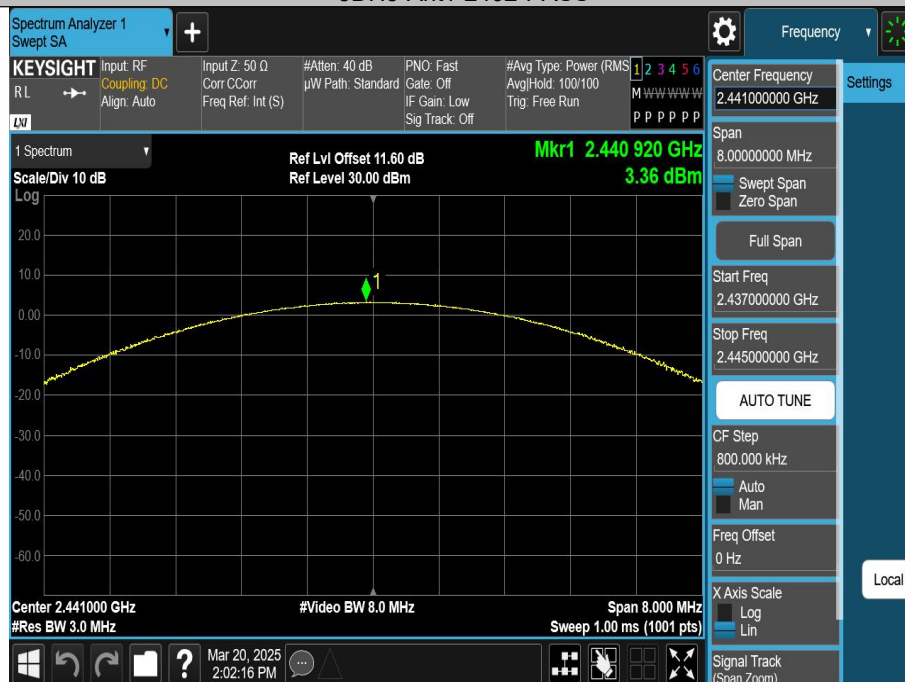 Spectrum Analyzer 1
Swept SA
+
Frequency
KEYSIGHT
RL
LXI
Input: RF
Coupling: DC
Align: Auto
Input Z: 50 Ω
Corr CCorr
Freq Ref: Int (S)
#Atten: 40 dB
µW Path: Standard
PNO: Fast
Gate: Off
IF Gain: Low
Sig Track: Off
#Avg Type: Power (RMS
Avg|Hold: 100/100
Trig: Free Run
1 2 3 4 5 6
M W W W W W
P P P P P P
1 Spectrum
Scale/Div 10 dB
Log
Ref Lvl Offset 11.60 dB
Ref Level 30.00 dBm
Mkr1 2.440 920 GHz
3.36 dBm
20.0
10.0
0.00
-10.0
-20.0
-30.0
-40.0
-50.0
-60.0
1
Center 2.441000 GHz
#Res BW 3.0 MHz
#Video BW 8.0 MHz
Span 8.000 MHz
Sweep 1.00 ms (1001 pts)
?
Mar 20, 2025
2:02:16 PM
...
Center Frequency
2.441000000 GHz
Span
8.00000000 MHz
Swept Span
Zero Span
Full Span
Start Freq
2.437000000 GHz
Stop Freq
2.445000000 GHz
AUTO TUNE
CF Step
800.000 kHz
Auto
Man
Freq Offset
0 Hz
X Axis Scale
Log
Lin
Signal Track
(Span Zoom)
Settings
Local